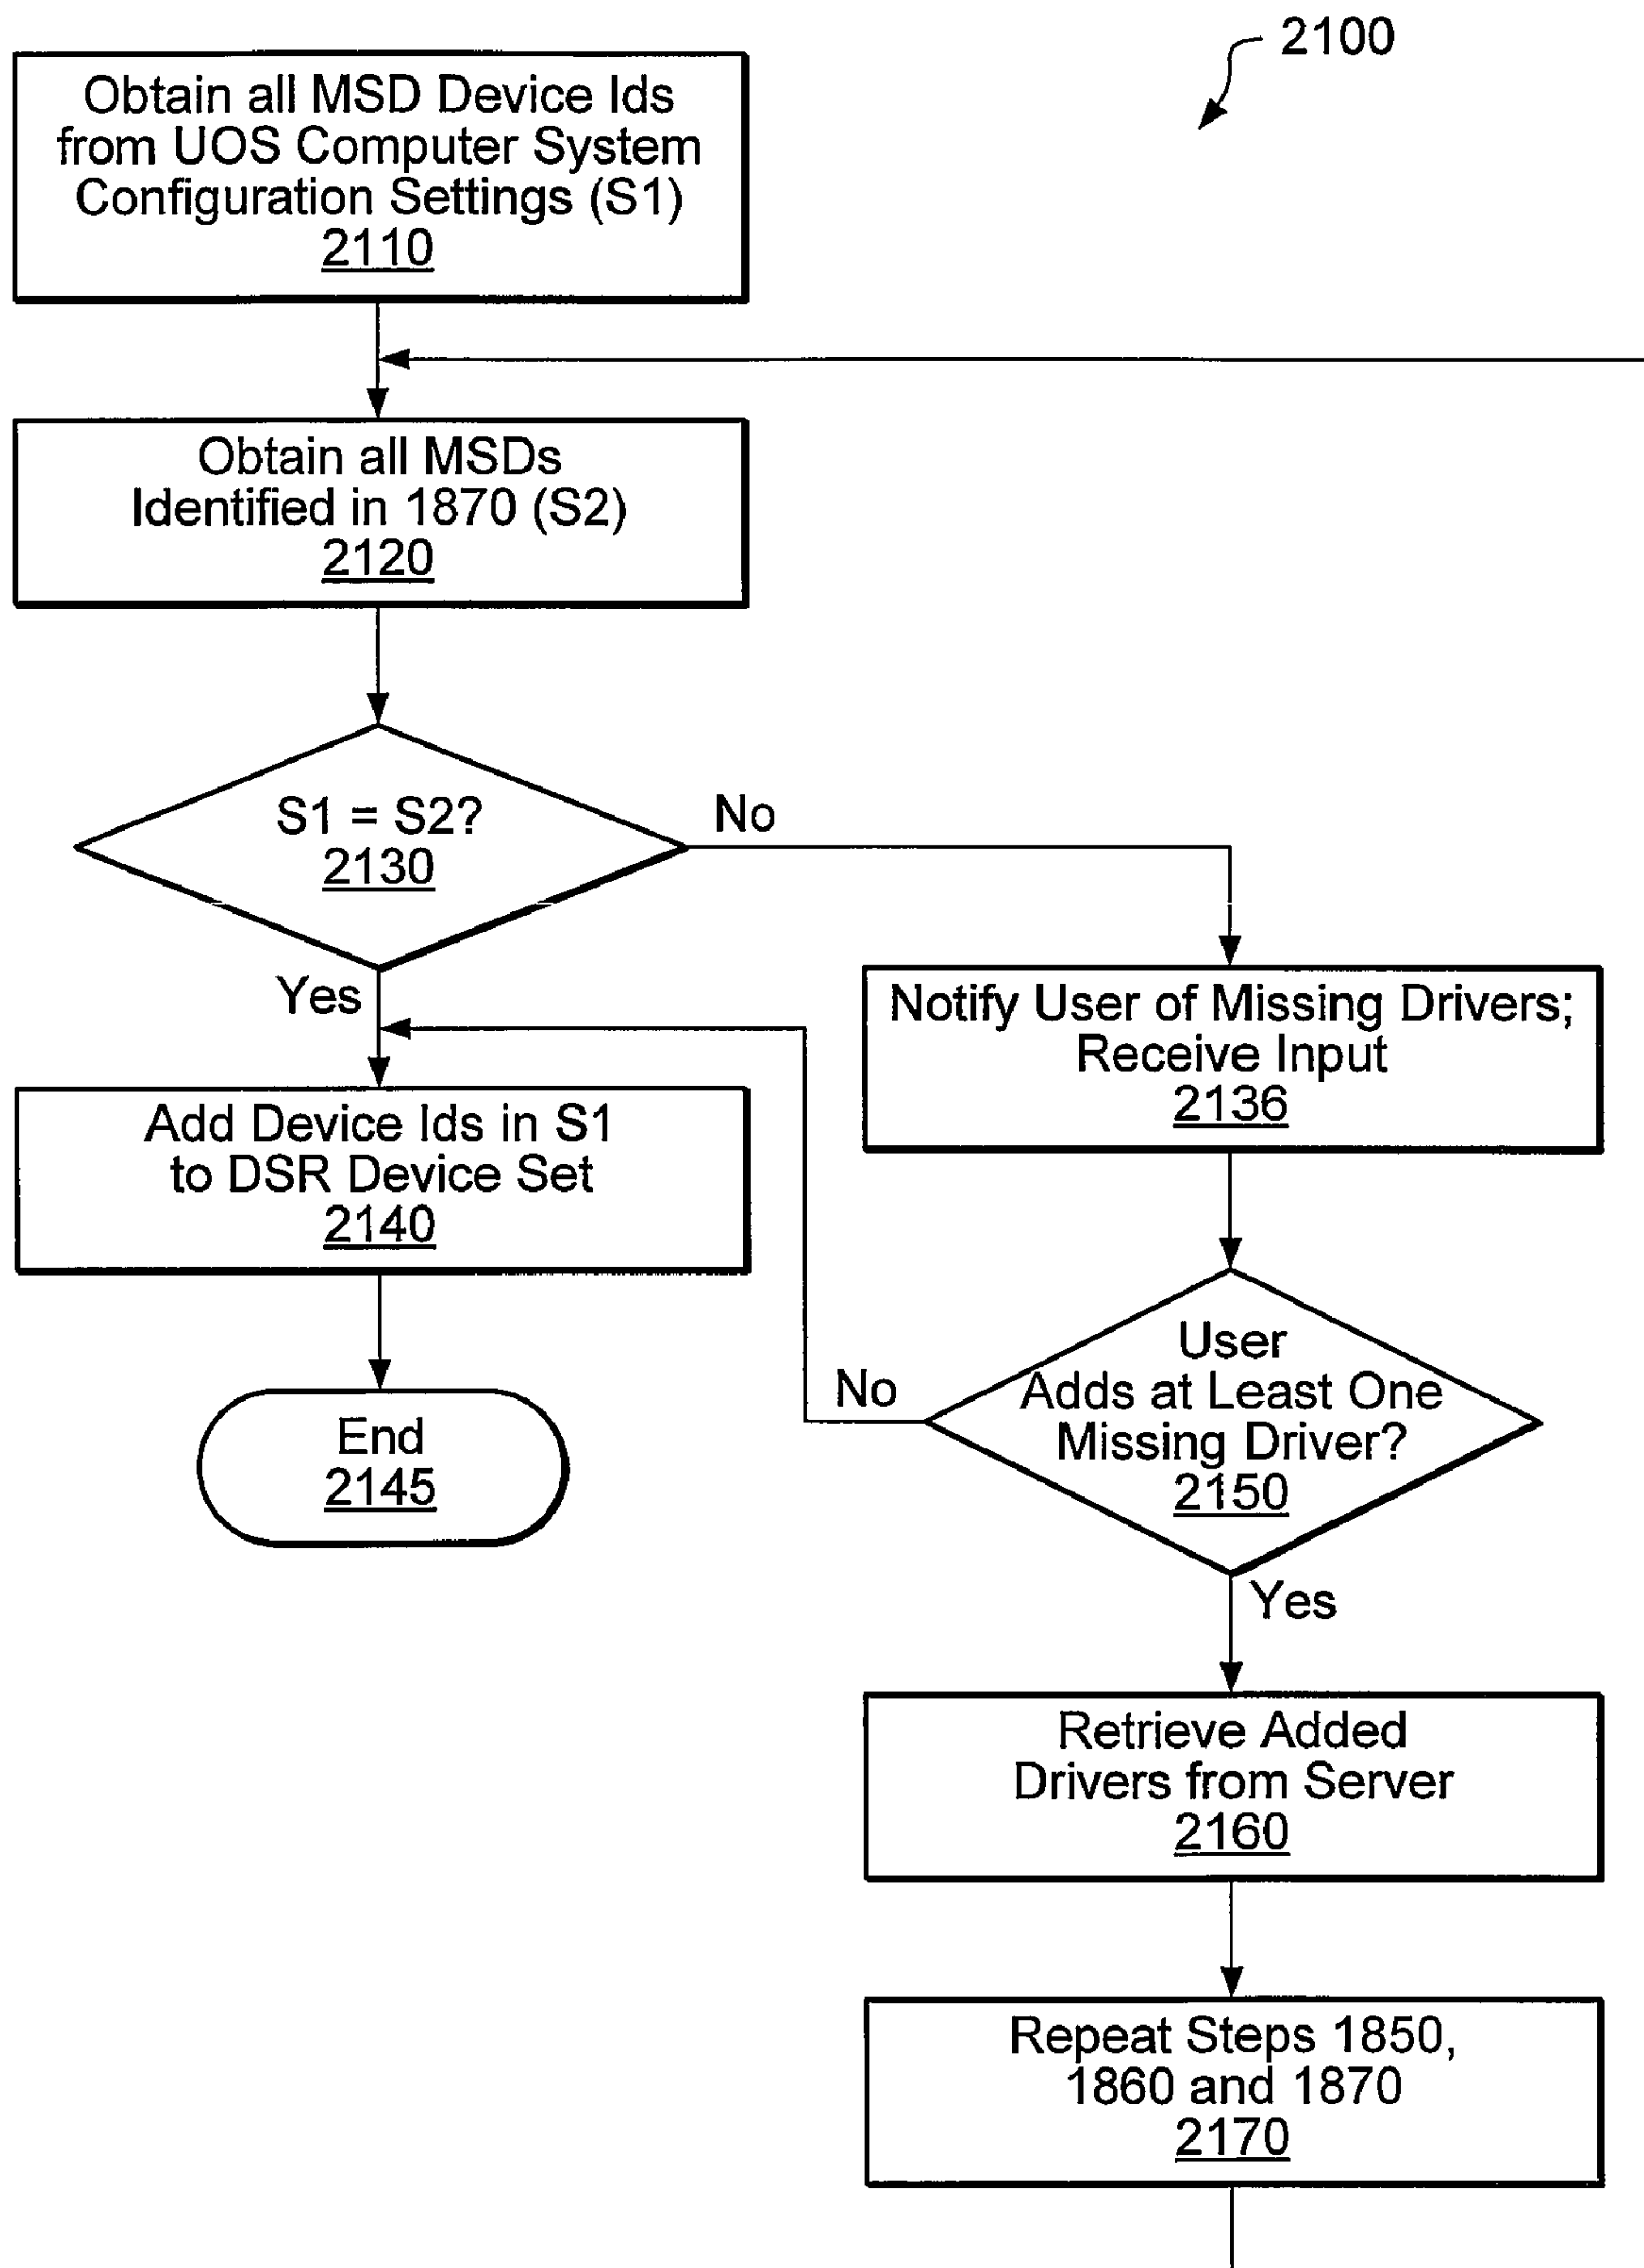 2100
Obtain all MSD Device Ids
from UOS Computer System
Configuration Settings (S1)
2110
Obtain all MSDs
Identified in 1870 (S2)
2120
S1 = S2?
2130
No
Yes
Notify User of Missing Drivers;
Receive Input
2136
Add Device Ids in S1
to DSR Device Set
2140
User
Adds at Least One
Missing Driver?
2150
No
End
2145
Yes
Retrieve Added
Drivers from Server
2160
Repeat Steps 1850,
1860 and 1870
2170